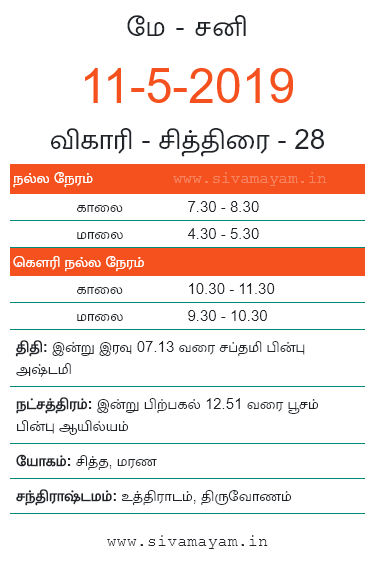 மே - சனி
11-5-2019
விகாரி - சித்திரை - 28
நல்ல நேரம் www.sivamayam.in
காலை 7.30 - 8.30
மாலை 4.30 - 5.30
கௌரி நல்ல நேரம்
காலை 10.30 - 11.30
மாலை 9.30 - 10.30
திதி: இன்று இரவு 07.13 வரை சப்தமி பின்பு
அஷ்டமி
நட்சத்திரம்: இன்று பிற்பகல் 12.51 வரை பூசம்
பின்பு ஆயில்யம்
யோகம்: சித்த, மரண
சந்திராஷ்டமம்: உத்திராடம், திருவோணம்
www.sivamayam.in